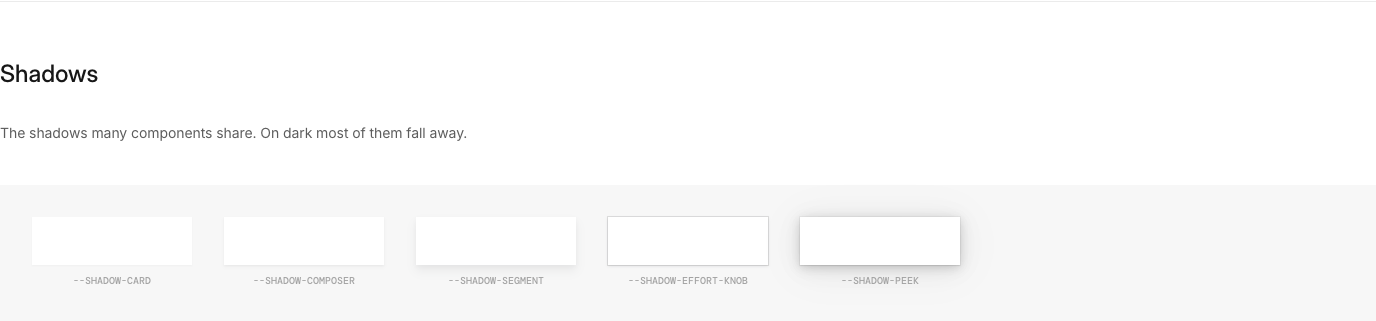 Shadows
The shadows many components share. On dark most of them fall away.
--SHADOW-CARD
--SHADOW-COMPOSER
--SHADOW-SEGMENT
--SHADOW-EFFORT-KNOB
--SHADOW-PEEK